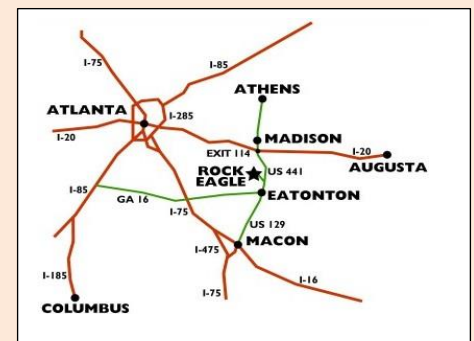 I-75
I-85
ATHENS
ATLANTA
I-285
I-20
MADISON
EXIT 114
I-20
AUGUSTA
ROCK
EAGLE
US 441
I-85
GA 16
I-75
EATONTON
US 129
I-475
MACON
I-185
I-75
I-16
COLUMBUS